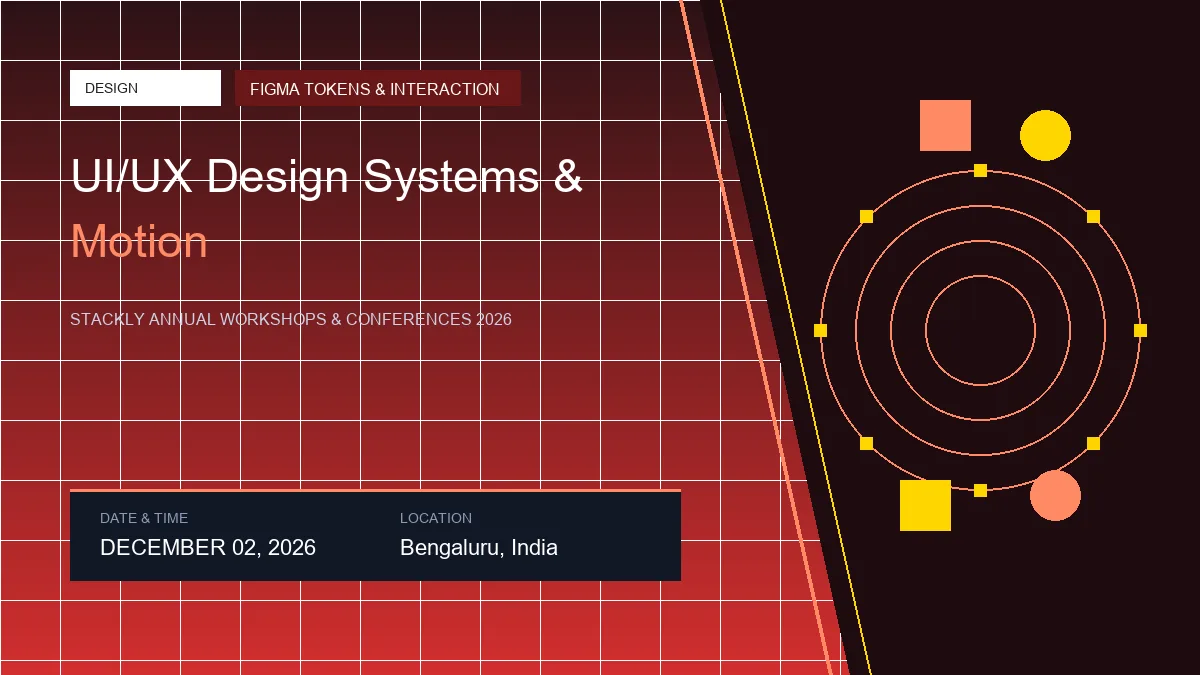 DESIGN
FIGMA TOKENS & INTERACTION
UI/UX Design Systems &
Motion
STACKLY ANNUAL WORKSHOPS & CONFERENCES 2026
DATE & TIME
DECEMBER 02, 2026
LOCATION
Bengaluru, India